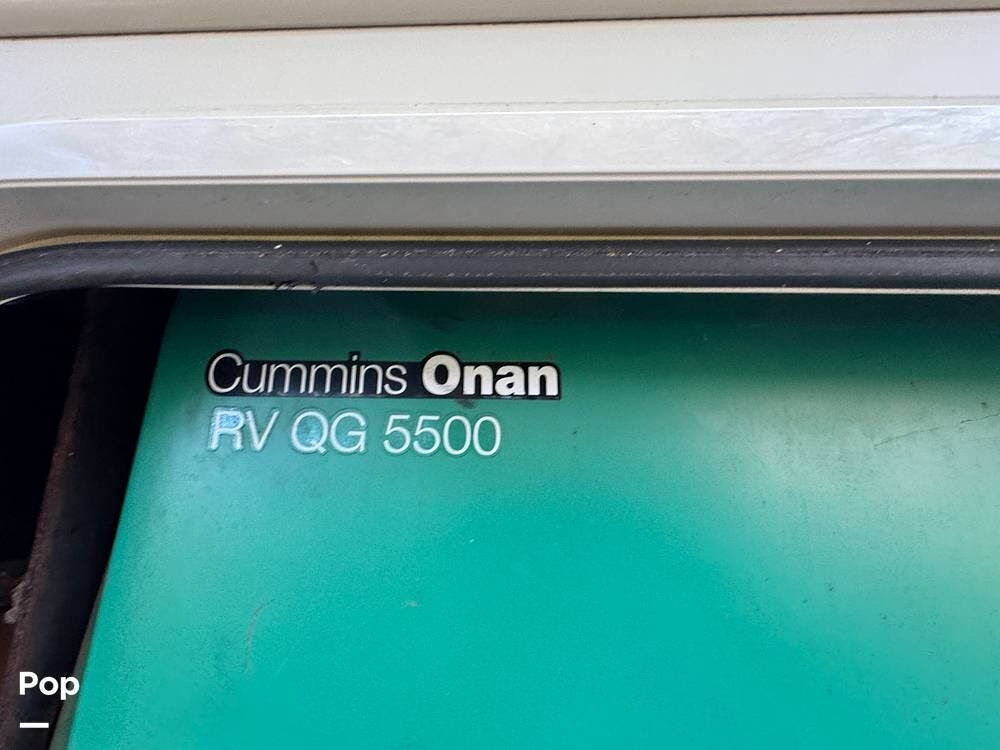 Cummins Onan
RV QG 5500
Pop